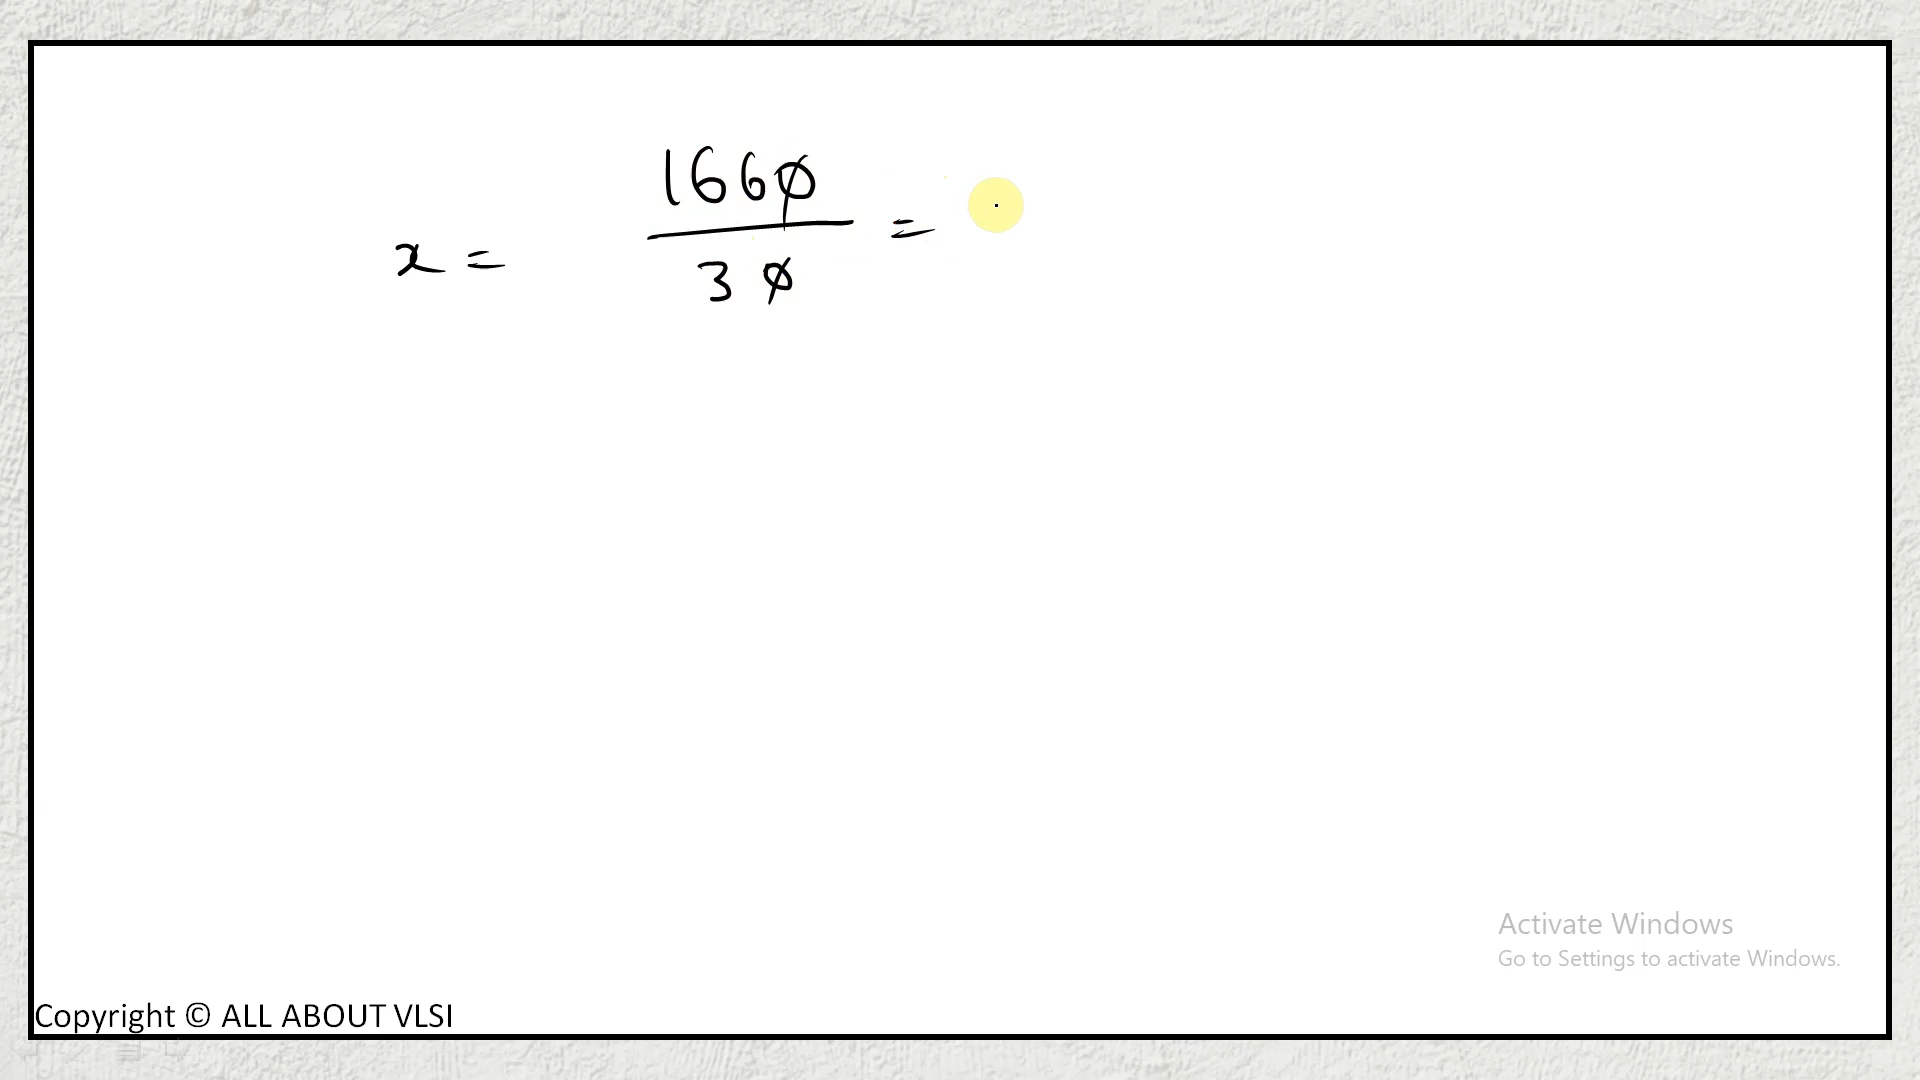 x = 1660/30 =
Activate Windows
Go to Settings to activate Windows.
Copyright © ALL ABOUT VLSI